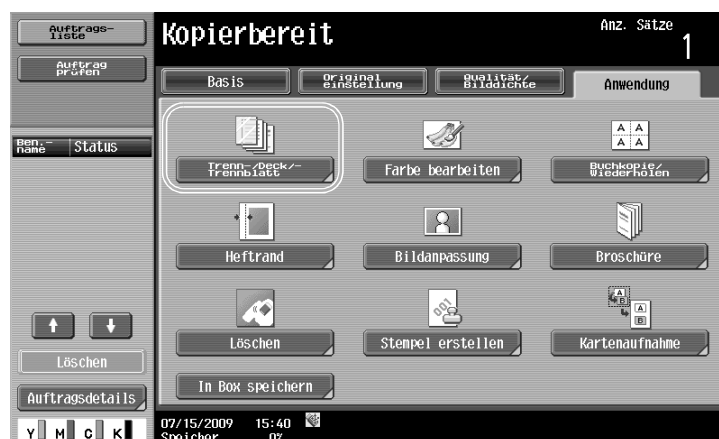 Auftrags-
liste
Kopierbereit
Anz. Sätze
1
Auftrag
prüfen
Basis
Original
einstellung
Qualität/
Bilddichte
Anwendung
Ben.-
name
Status
Trenn-/Deck/-
Trennblatt
Farbe bearbeiten
Buchkopie/
Wiederholen
Heftrand
Bildanpassung
Broschüre
Löschen
Stempel erstellen
Kartenaufnahme
Löschen
In Box speichern
Auftragsdetails
07/15/2009 15:40
Speicher 0%
Y M C K
A A
A A
001
A
B
A
B